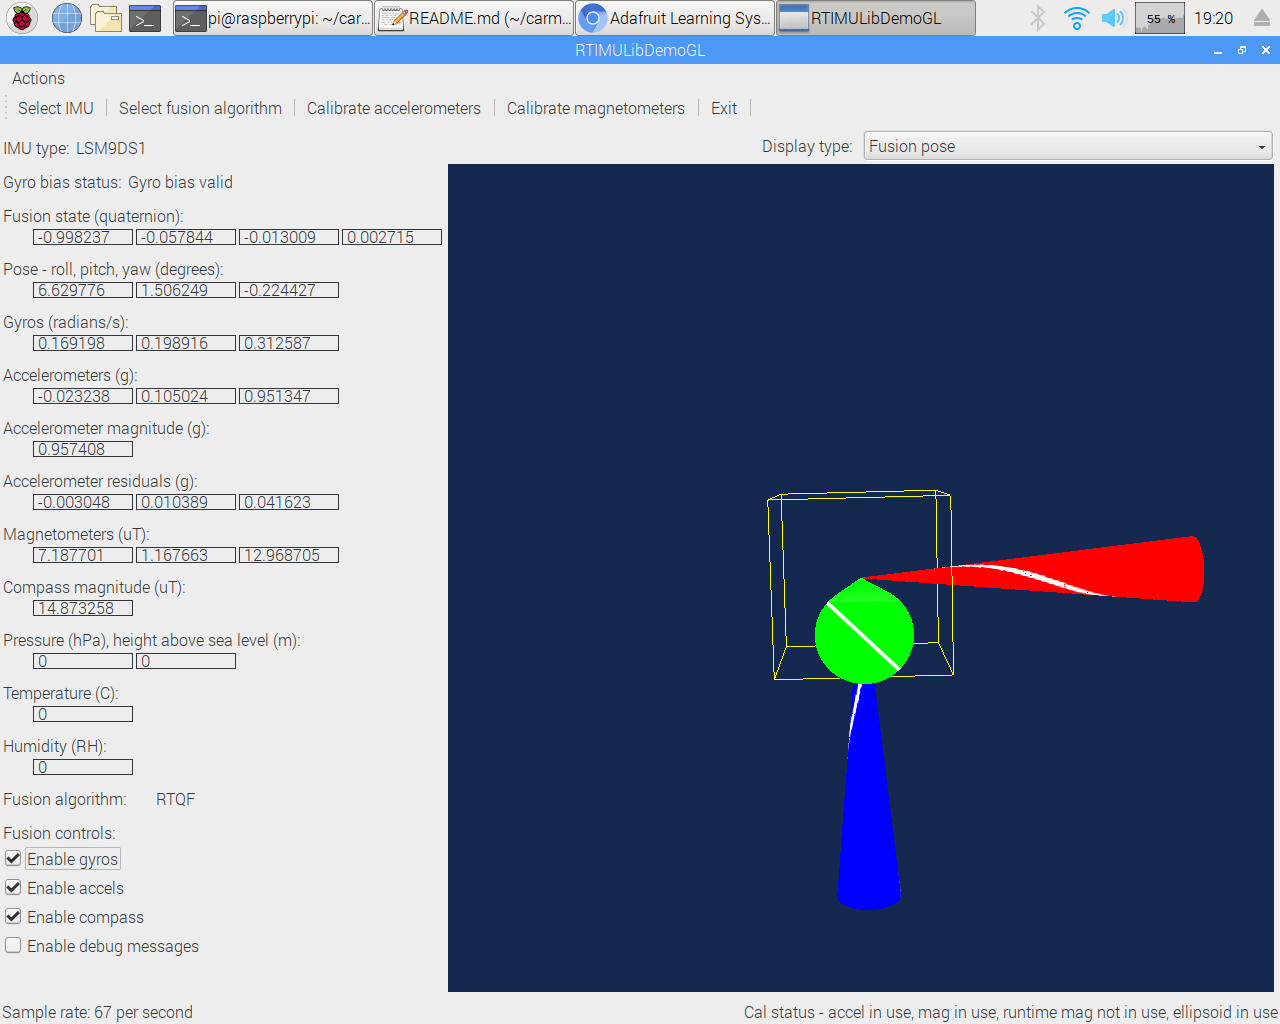 pi@raspberrypi: ~/car... README.md (~/carm... Adafruit Learning Sys... RTIMULibDemoGL 55 % 19:20
RTIMULibDemoGL
Actions
Select IMU Select fusion algorithm Calibrate accelerometers Calibrate magnetometers Exit
IMU type: LSM9DS1 Display type: Fusion pose
Gyro bias status: Gyro bias valid
Fusion state (quaternion):
-0.998237 -0.057844 -0.013009 0.002715
Pose - roll, pitch, yaw (degrees):
6.629776 1.506249 -0.224427
Gyros (radians/s):
0.169198 0.198916 0.312587
Accelerometers (g):
-0.023238 0.105024 0.951347
Accelerometer magnitude (g):
0.957408
Accelerometer residuals (g):
-0.003048 0.010389 0.041623
Magnetometers (uT):
7.187701 1.167663 12.968705
Compass magnitude (uT):
14.873258
Pressure (hPa), height above sea level (m):
0 0
Temperature (C):
0
Humidity (RH):
0
Fusion algorithm: RTQF
Fusion controls:
Enable gyros
Enable accels
Enable compass
Enable debug messages
Sample rate: 67 per second Cal status - accel in use, mag in use, runtime mag not in use, ellipsoid in use